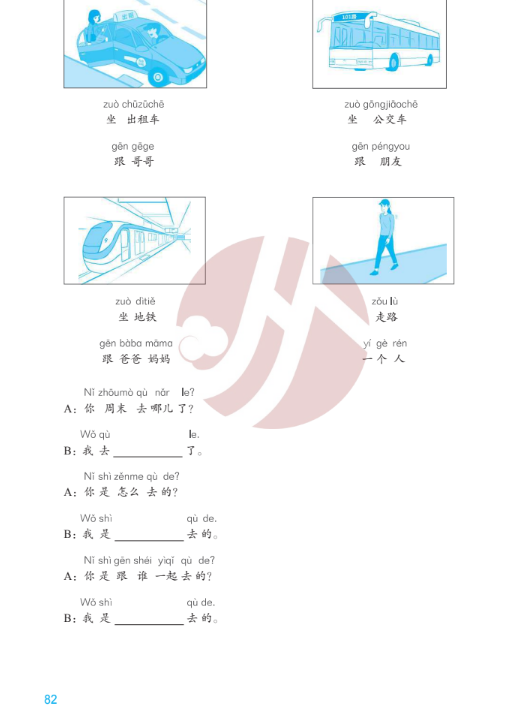 zuò chūzūchē
坐 出租车
gēn gēge
跟 哥哥
zuò gōngjiāochē
坐 公交车
gēn péngyou
跟 朋友
zuò dìtiě
坐 地铁
gēn bàba māma
跟 爸爸 妈妈
zǒu lù
走路
yí gè rén
一 个 人
Nǐ zhōumò qù nǎr le?
A: 你 周末 去 哪儿 了?
Wǒ qù le.
B: 我 去 ________ 了。
Nǐ shì zěnme qù de?
A: 你 是 怎么 去 的?
Wǒ shì qù de.
B: 我 是 ________ 去 的。
Nǐ shì gēn shéi yìqǐ qù de?
A: 你 是 跟 谁 一起 去 的?
Wǒ shì qù de.
B: 我 是 ________ 去 的。
82